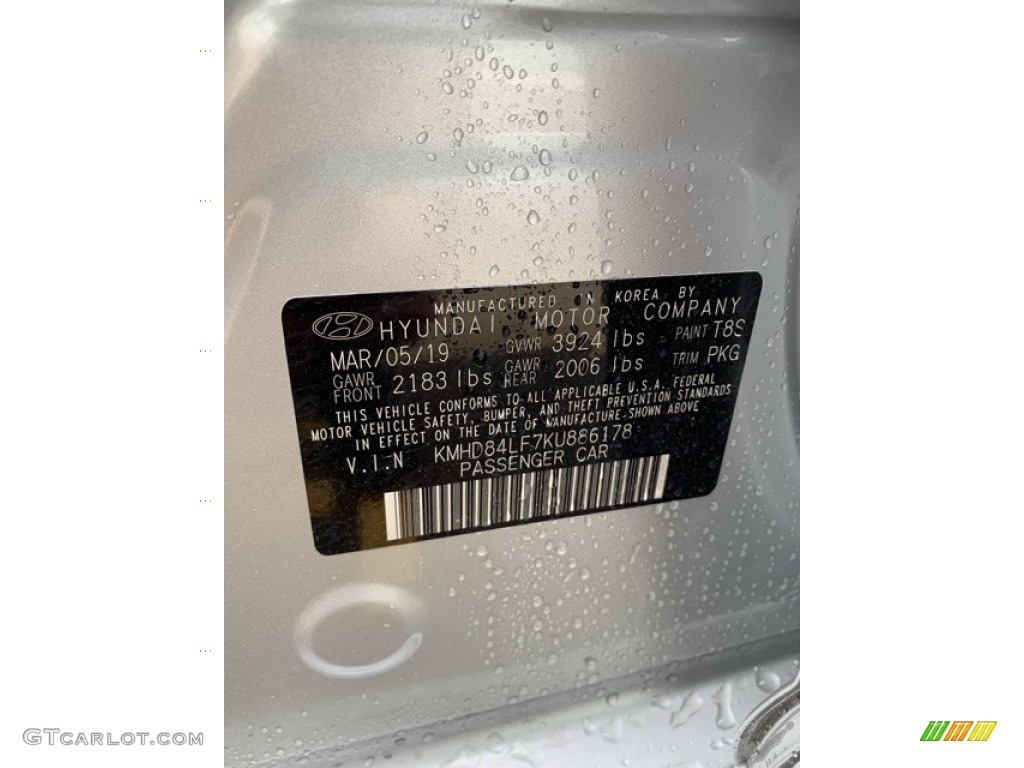 MANUFACTURED IN KOREA BY
HYUNDAI MOTOR COMPANY
MAR/05/19 GVWR 3924 lbs PAINT T8S
GAWR FRONT 2183 lbs GAWR REAR 2006 lbs TRIM PKG
THIS VEHICLE CONFORMS TO ALL APPLICABLE U.S.A. FEDERAL
MOTOR VEHICLE SAFETY, BUMPER, AND THEFT PREVENTION STANDARDS
IN EFFECT ON THE DATE OF MANUFACTURE SHOWN ABOVE
V.I.N KMHD84LF7KU886178
PASSENGER CAR
GTCARLOT.COM